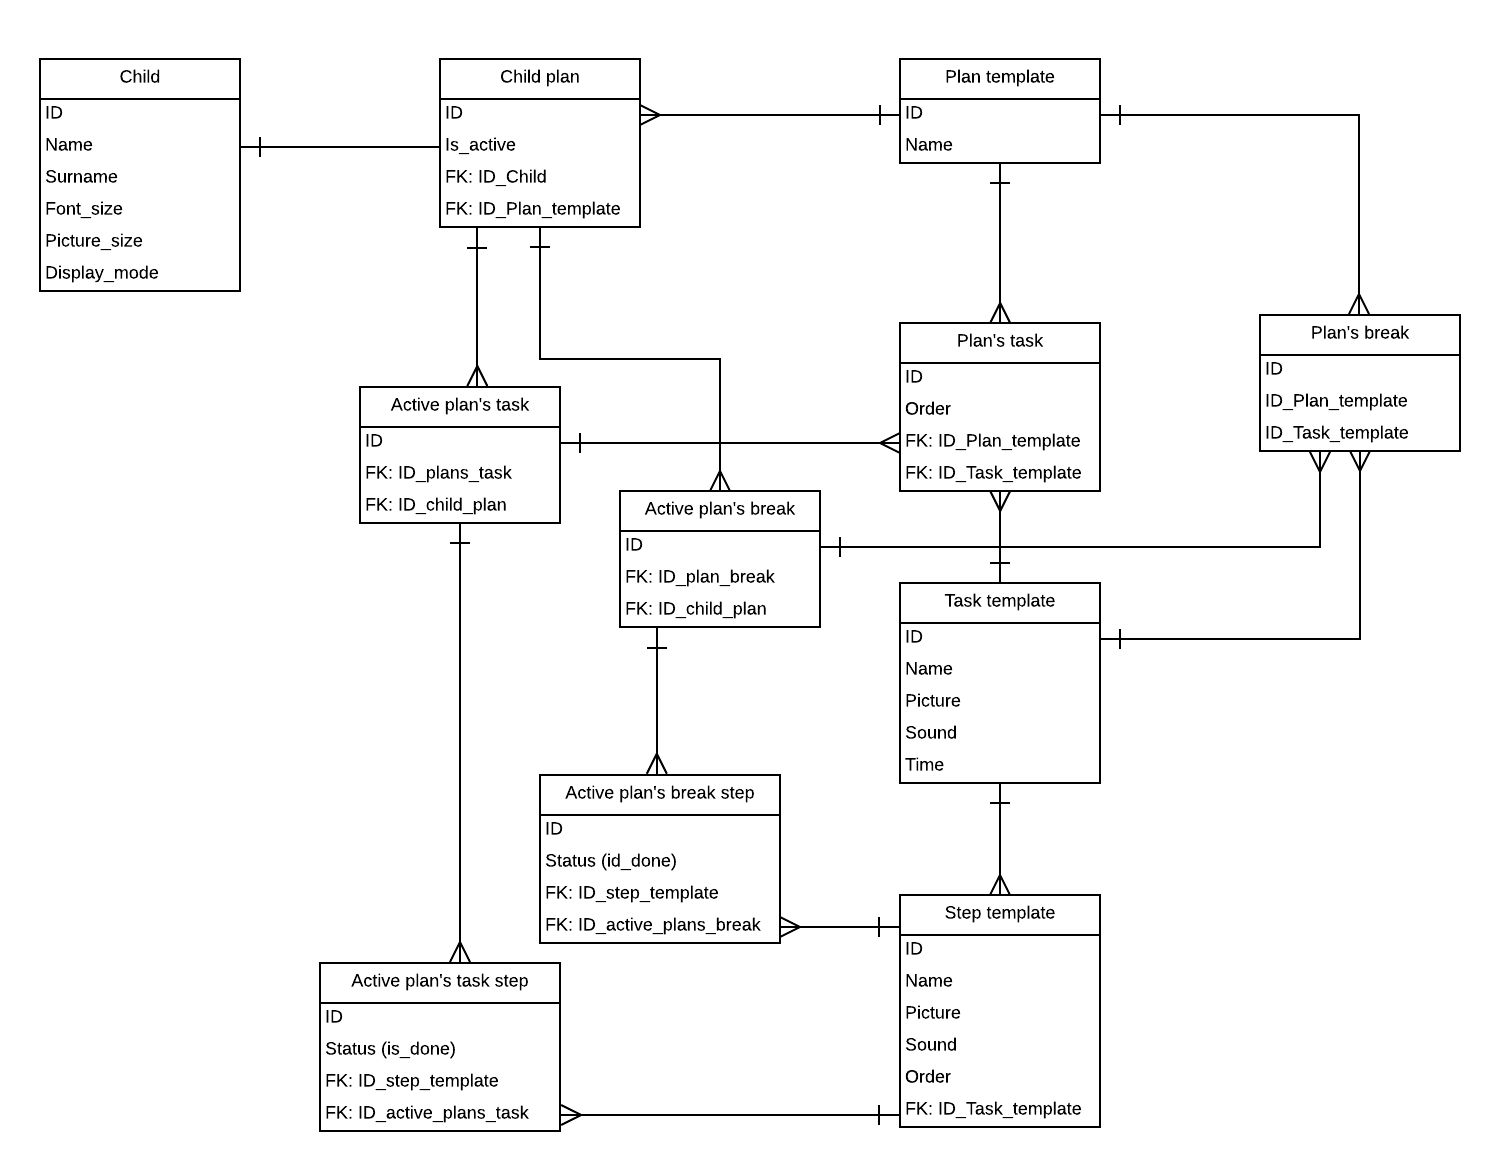 Child
ID
Name
Surname
Font_size
Picture_size
Display_mode
Child plan
ID
Is_active
FK: ID_Child
FK: ID_Plan_template
Plan template
ID
Name
Plan's task
ID
Order
FK: ID_Plan_template
FK: ID_Task_template
Plan's break
ID
ID_Plan_template
ID_Task_template
Active plan's task
ID
FK: ID_plans_task
FK: ID_child_plan
Active plan's break
ID
FK: ID_plan_break
FK: ID_child_plan
Task template
ID
Name
Picture
Sound
Time
Active plan's break step
ID
Status (id_done)
FK: ID_step_template
FK: ID_active_plans_break
Step template
ID
Name
Picture
Sound
Order
FK: ID_Task_template
Active plan's task step
ID
Status (is_done)
FK: ID_step_template
FK: ID_active_plans_task